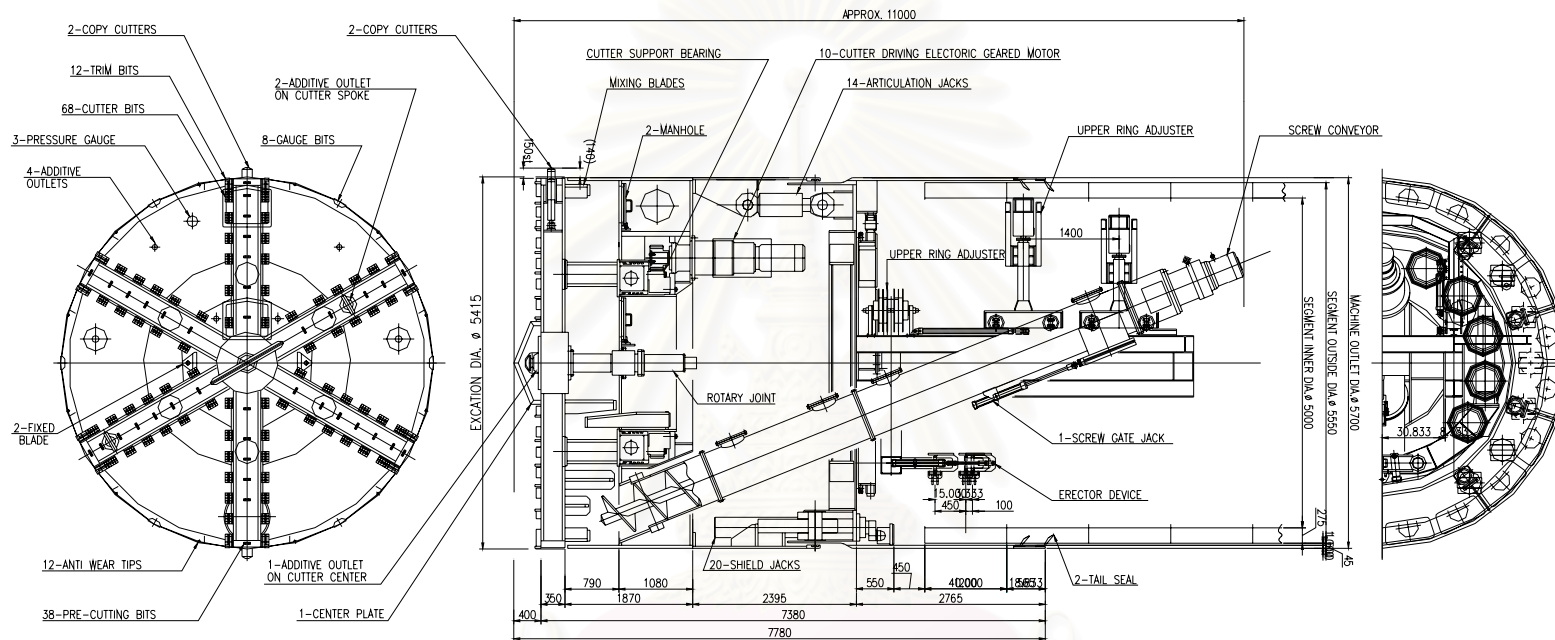 APPROX. 11000
2-COPY CUTTERS
2-COPY CUTTERS
12-TRIM BITS
68-CUTTER BITS
3-PRESSURE GAUGE
4-ADDITIVE
OUTLETS
2-ADDITIVE OUTLET
ON CUTTER SPOKE
8-GAUGE BITS
2-FIXED
BLADE
12-ANTI WEAR TIPS
38-PRE-CUTTING BITS
1-ADDITIVE OUTLET
ON CUTTER CENTER
1-CENTER PLATE
CUTTER SUPPORT BEARING
10-CUTTER DRIVING ELECTORIC GEARED MOTOR
MIXING BLADES
14-ARTICULATION JACKS
2-MANHOLE
UPPER RING ADJUSTER
SCREW CONVEYOR
150st
(140)
EXCATION DIA. ø 5415
1400
UPPER RING ADJUSTER
ROTARY JOINT
1-SCREW GATE JACK
ERECTOR DEVICE
450
100
20-SHIELD JACKS
2-TAIL SEAL
SEGMENT INNER DIA.ø 5000
SEGMENT OUTSIDE DIA.ø 5550
MACHINE OUTLET DIA.ø 5700
30.833
275
45
790
1080
550
450
350
1870
2395
2765
400
7380
7780